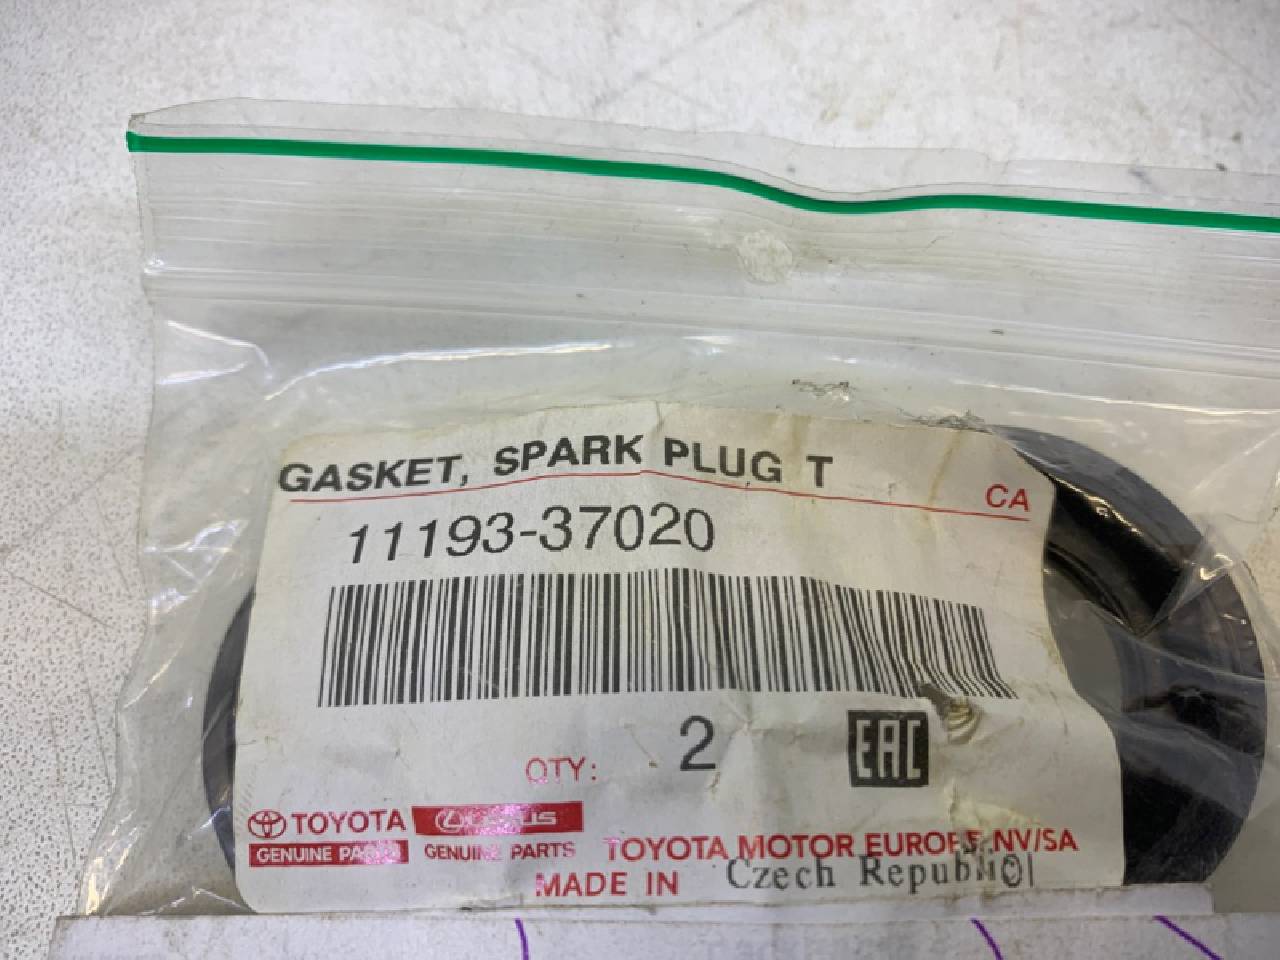 GASKET, SPARK PLUG T
CA
11193-37020
QTY: 2
EAC
TOYOTA LEXUS
GENUINE PARTS GENUINE PARTS
TOYOTA MOTOR EUROPE NV/SA
MADE IN Czech Republic